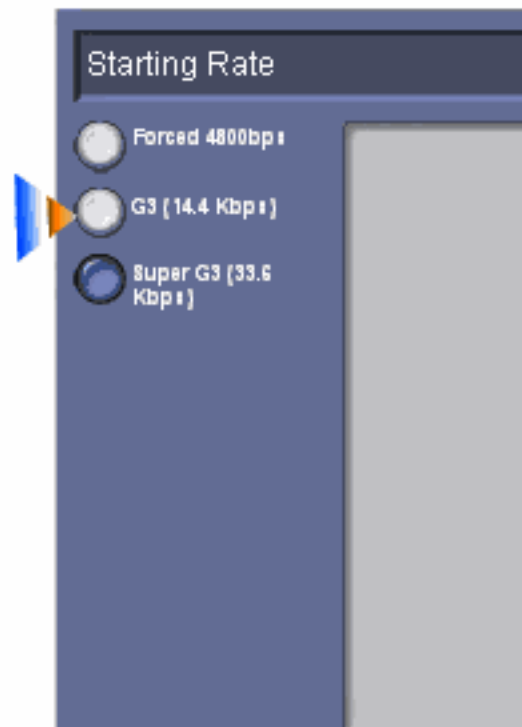 Starting Rate
Forced 4800bps
G3 (14.4 Kbps)
Super G3 (33.6
Kbps)